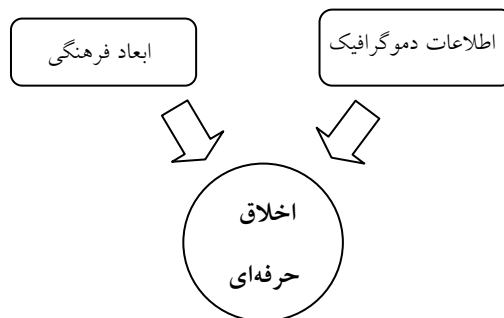 اطلاعات دموگرافیک
ابعاد فرهنگی
اخلاق
حرفه‌ای